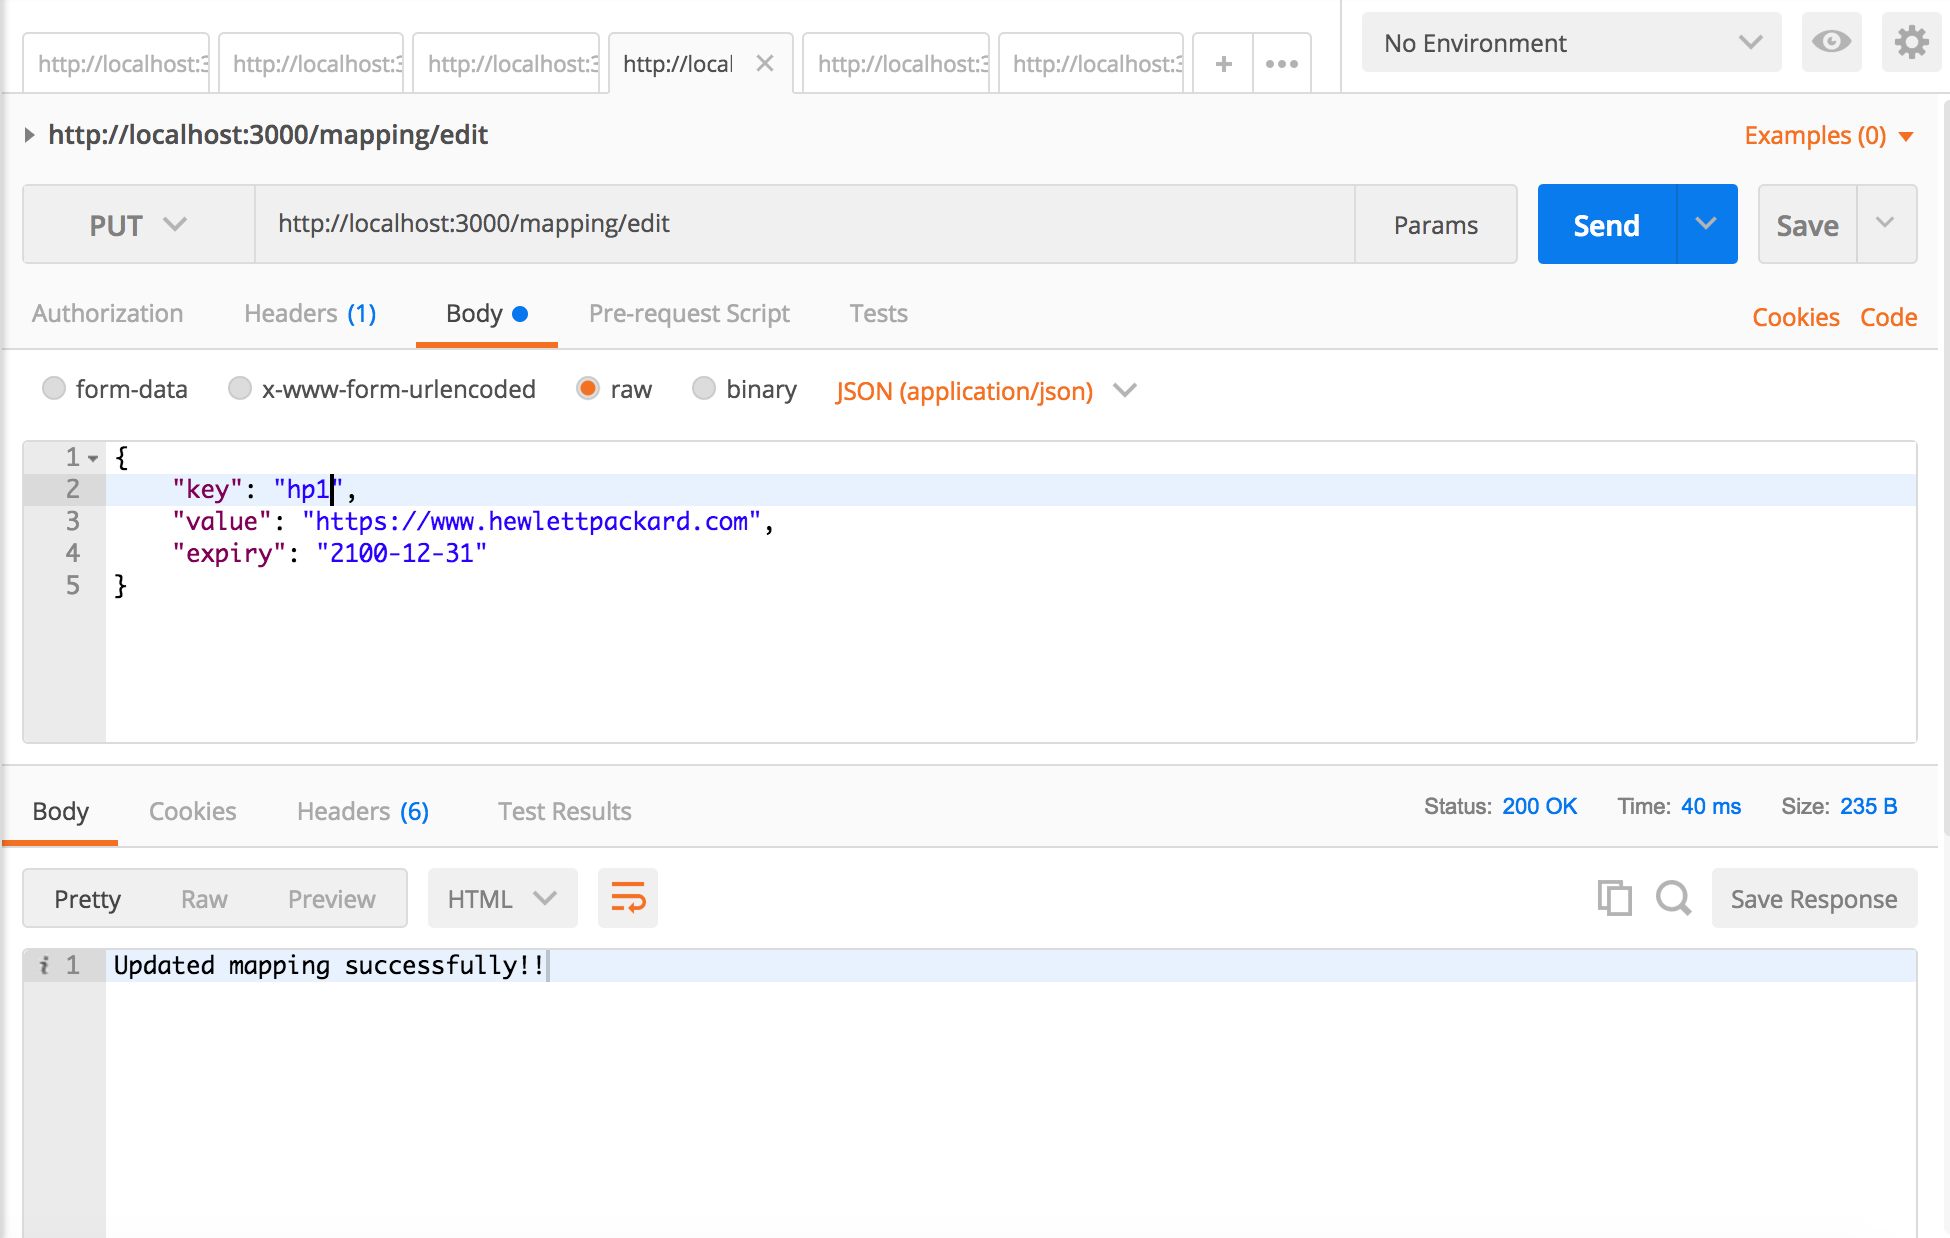 http://localhost:3 http://localhost:3 http://localhost:3 http://local http://localhost:3 http://localhost:3 + ••• No Environment
http://localhost:3000/mapping/edit Examples (0)
PUT http://localhost:3000/mapping/edit Params Send Save
Authorization Headers (1) Body Pre-request Script Tests Cookies Code
form-data x-www-form-urlencoded raw binary JSON (application/json)
1 {
2 "key": "hp1",
3 "value": "https://www.hewlettpackard.com",
4 "expiry": "2100-12-31"
5 }
Body Cookies Headers (6) Test Results Status: 200 OK Time: 40 ms Size: 235 B
Pretty Raw Preview HTML Save Response
i 1 Updated mapping successfully!!